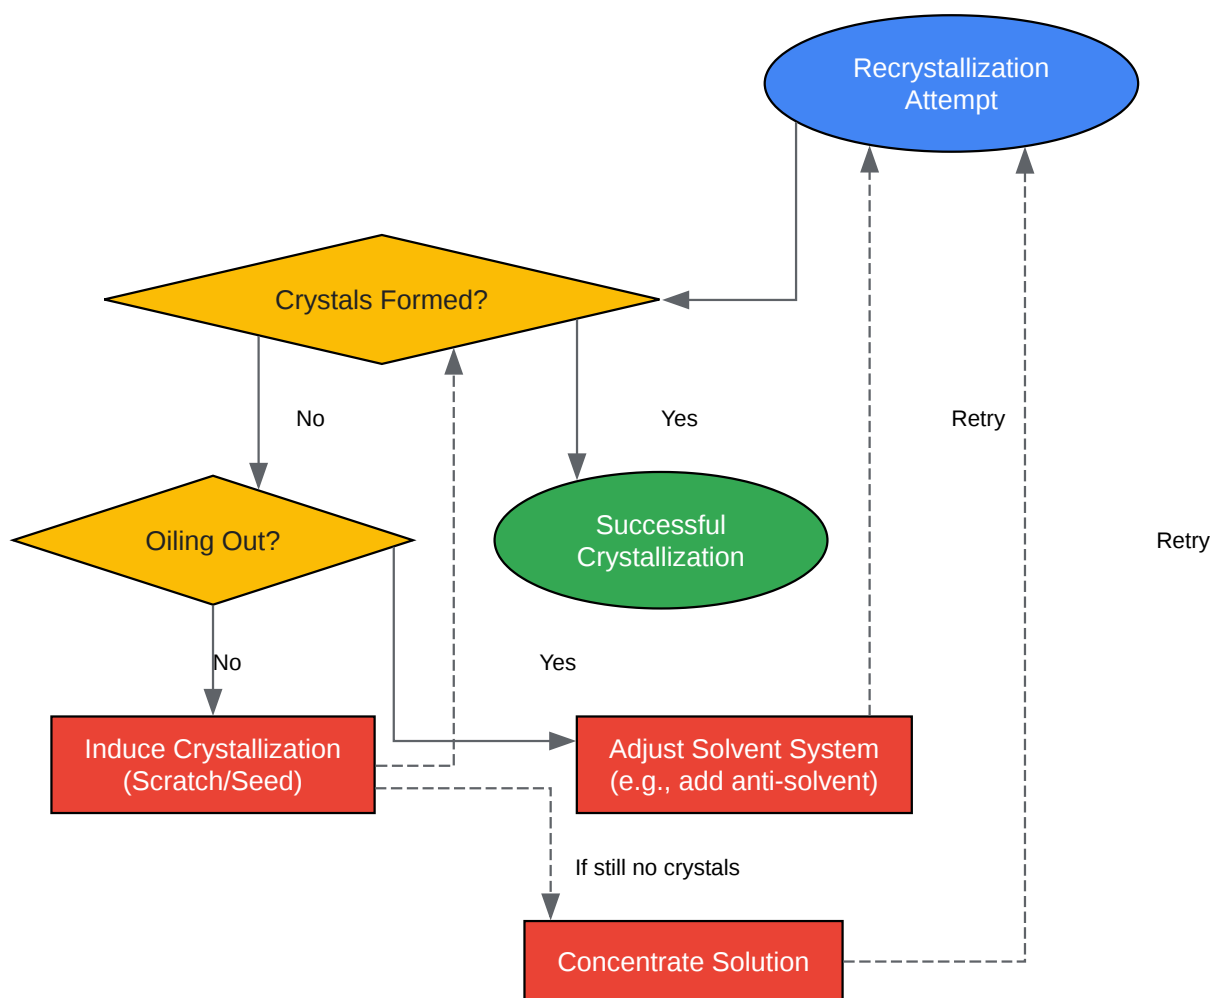 Recrystallization
Attempt
Crystals Formed?
No
Yes
Retry
Oiling Out?
Successful
Crystallization
Retry
No
Yes
Induce Crystallization
(Scratch/Seed)
Adjust Solvent System
(e.g., add anti-solvent)
If still no crystals
Concentrate Solution